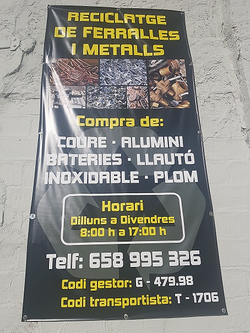 RECICLATGE
DE FERRALLES
I METALLS
Compra de:
COURE · ALUMINI
BATERIES · LLAUTÓ
INOXIDABLE · PLOM
Horari
Dilluns a Divendres
8:00 h a 17:00 h
Telf: 658 995 326
Codi gestor: G - 479.98
Codi transportista: T - 1706